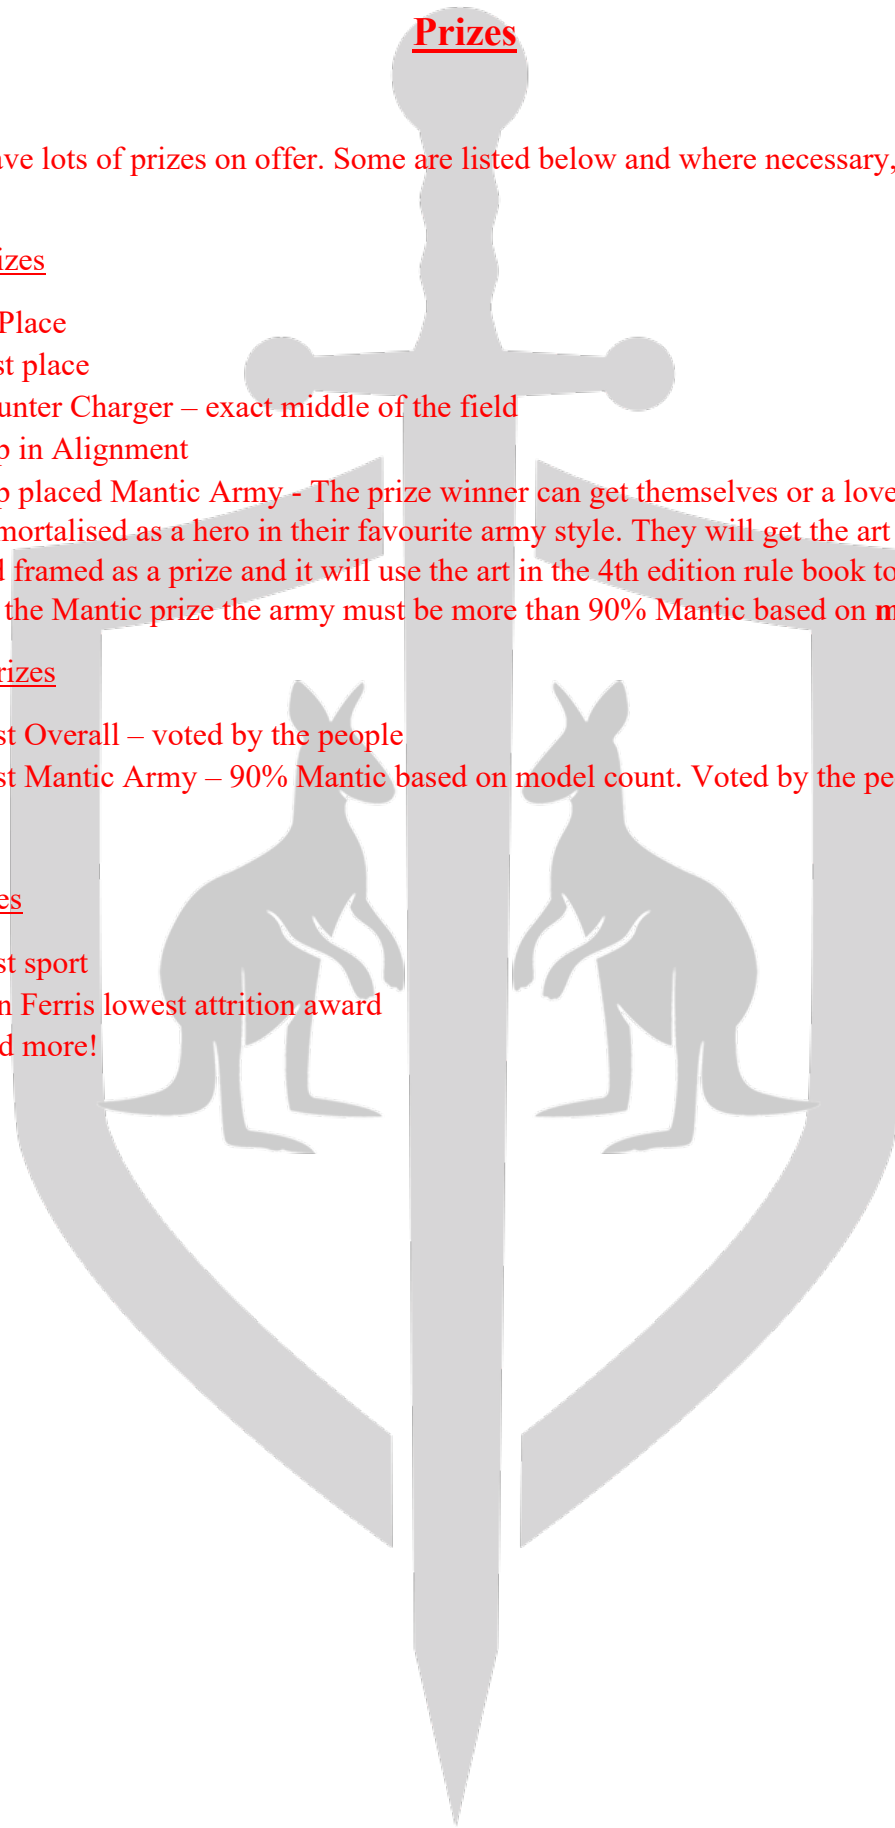 Prizes
ave lots of prizes on offer. Some are listed below and where necessary,
izes
Place
st place
unter Charger – exact middle of the field
p in Alignment
p placed Mantic Army - The prize winner can get themselves or a love
mortalised as a hero in their favourite army style. They will get the art
d framed as a prize and it will use the art in the 4th edition rule book to
the Mantic prize the army must be more than 90% Mantic based on m
rizes
st Overall – voted by the people
st Mantic Army – 90% Mantic based on model count. Voted by the pe
es
st sport
n Ferris lowest attrition award
d more!